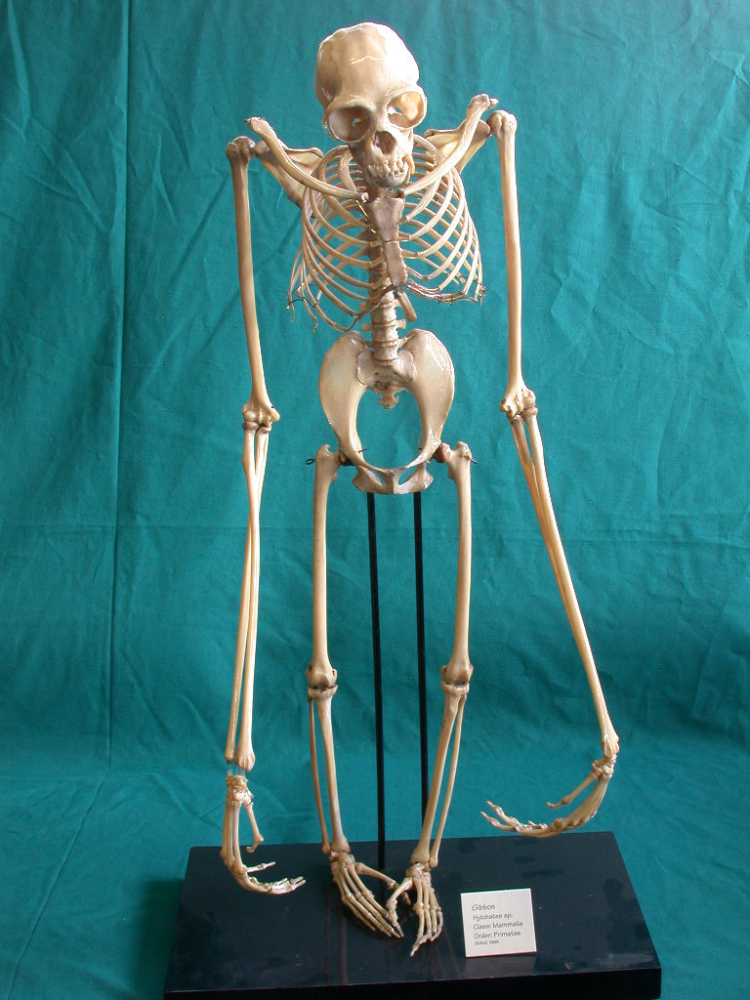 Gibbon
Hylobates sp.
Class: Mammalia
Order: Primates